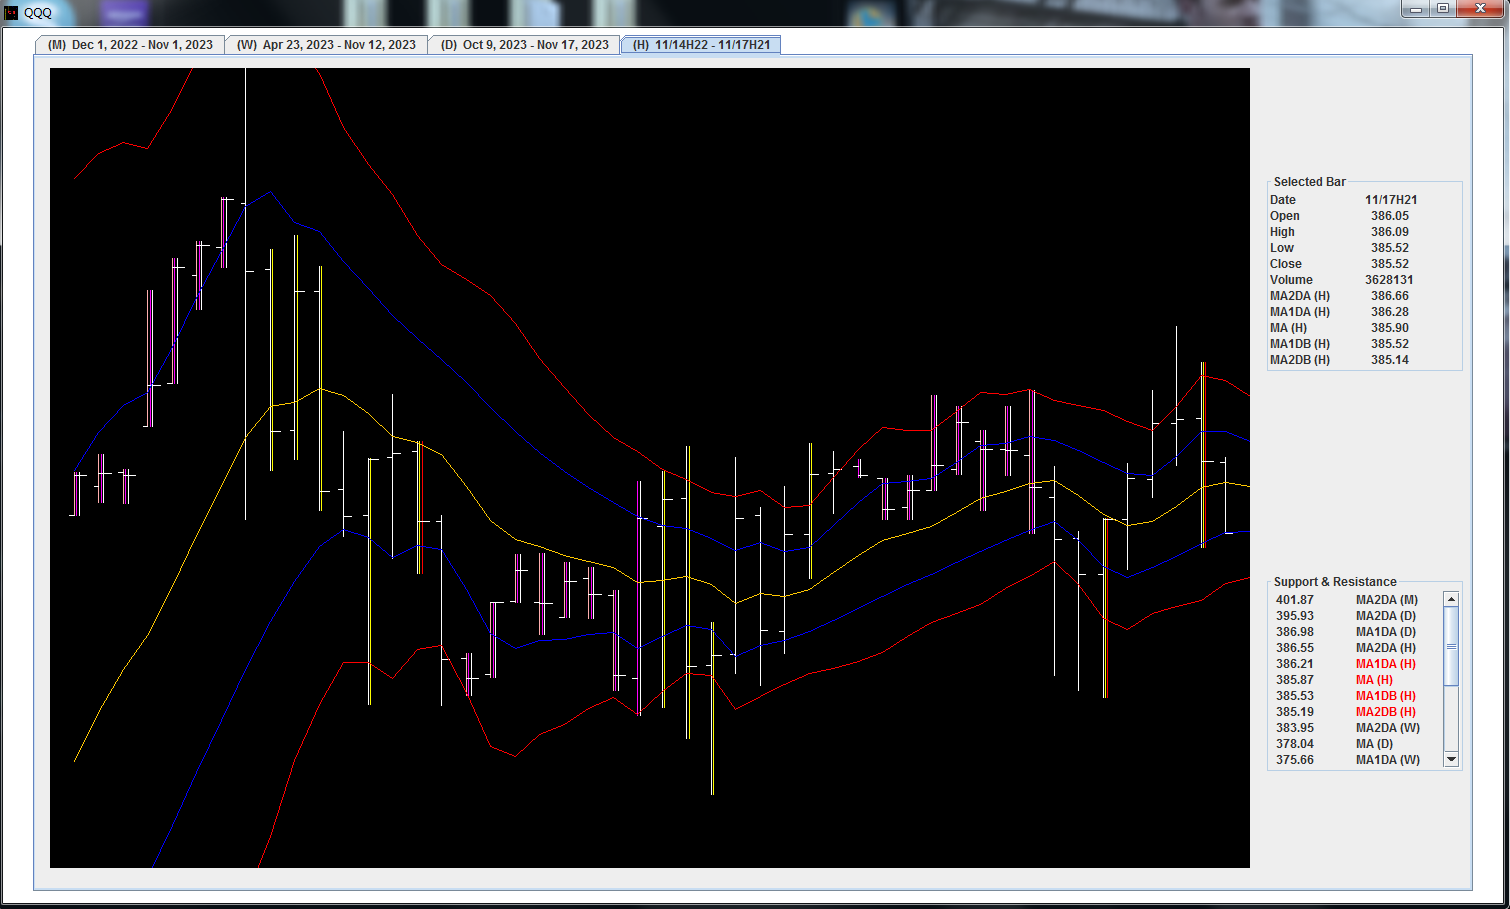 QQQ
(M) Dec 1, 2022 - Nov 1, 2023
(W) Apr 23, 2023 - Nov 12, 2023
(D) Oct 9, 2023 - Nov 17, 2023
(H) 11/14H22 - 11/17H21
Selected Bar
Date 11/17H21
Open 386.05
High 386.09
Low 385.52
Close 385.52
Volume 3628131
MA2DA (H) 386.66
MA1DA (H) 386.28
MA (H) 385.90
MA1DB (H) 385.52
MA2DB (H) 385.14
Support & Resistance
401.87 MA2DA (M)
395.93 MA2DA (D)
386.98 MA1DA (D)
386.55 MA2DA (H)
386.21 MA1DA (H)
385.87 MA (H)
385.53 MA1DB (H)
385.19 MA2DB (H)
383.95 MA2DA (W)
378.04 MA (D)
375.66 MA1DA (W)